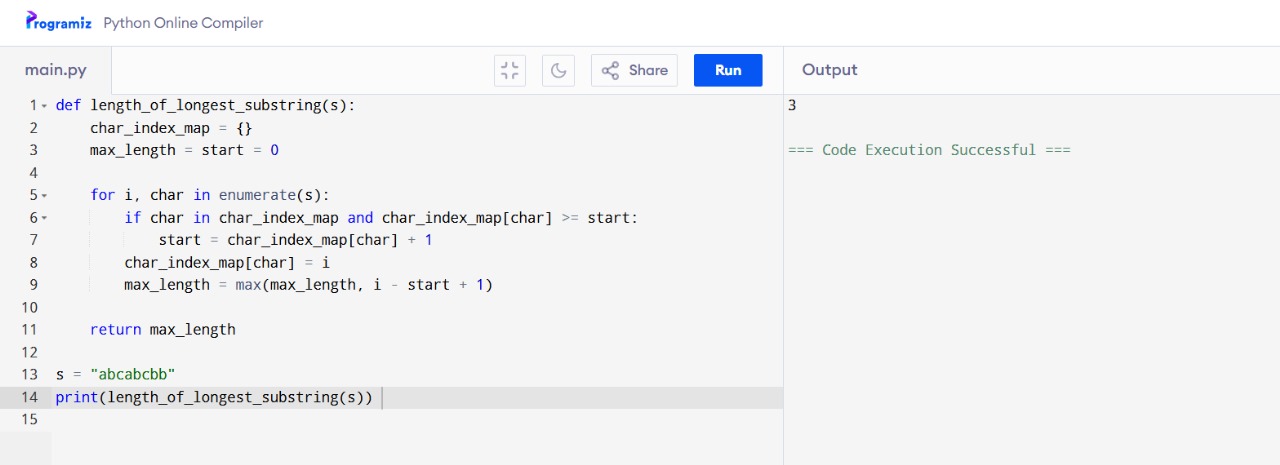 Programiz Python Online Compiler
main.py Share Run Output
1 def length_of_longest_substring(s):
2     char_index_map = {}
3     max_length = start = 0
4
5     for i, char in enumerate(s):
6         if char in char_index_map and char_index_map[char] >= start:
7             start = char_index_map[char] + 1
8         char_index_map[char] = i
9         max_length = max(max_length, i - start + 1)
10
11     return max_length
12
13 s = "abcabcbb"
14 print(length_of_longest_substring(s))
15
3
=== Code Execution Successful ===